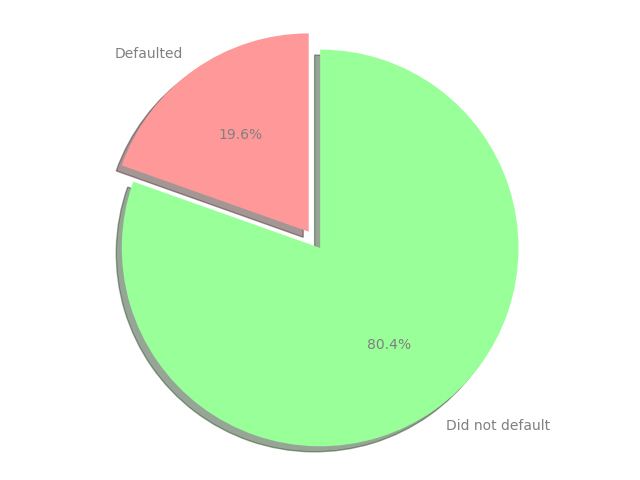 Defaulted
19.6%
80.4%
Did not default